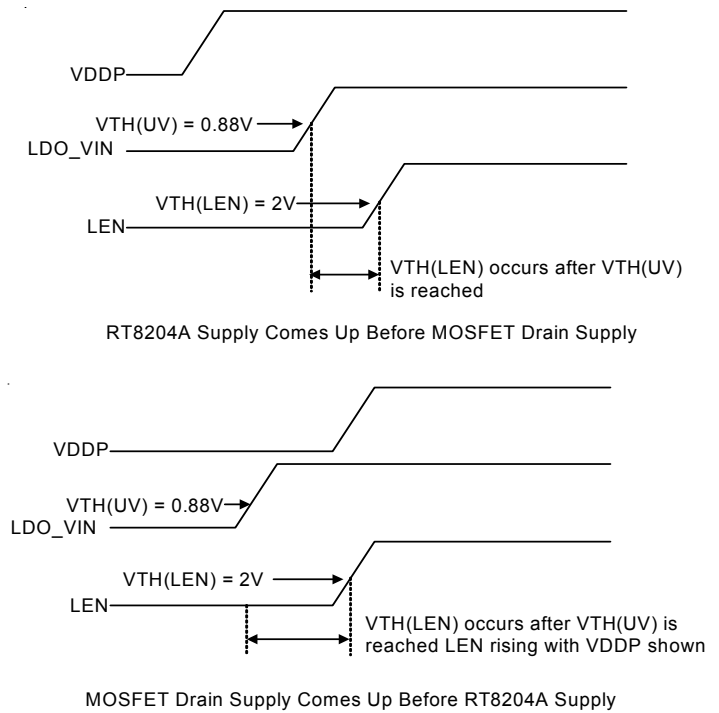 VDDP
VTH(UV) = 0.88V
LDO_VIN
VTH(LEN) = 2V
LEN
VTH(LEN) occurs after VTH(UV)
is reached
RT8204A Supply Comes Up Before MOSFET Drain Supply
VDDP
VTH(UV) = 0.88V
LDO_VIN
VTH(LEN) = 2V
LEN
VTH(LEN) occurs after VTH(UV) is
reached LEN rising with VDDP shown
MOSFET Drain Supply Comes Up Before RT8204A Supply